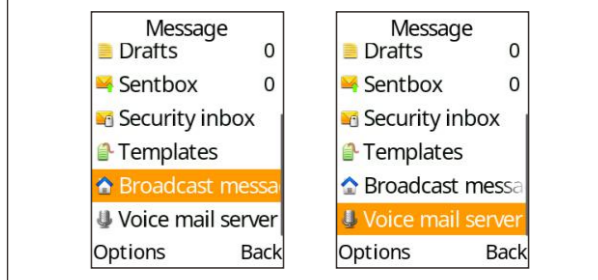 Message
Drafts 0
Sentbox 0
Security inbox
Templates
Broadcast messa
Voice mail server
Options Back
Message
Drafts 0
Sentbox 0
Security inbox
Templates
Broadcast messa
Voice mail server
Options Back